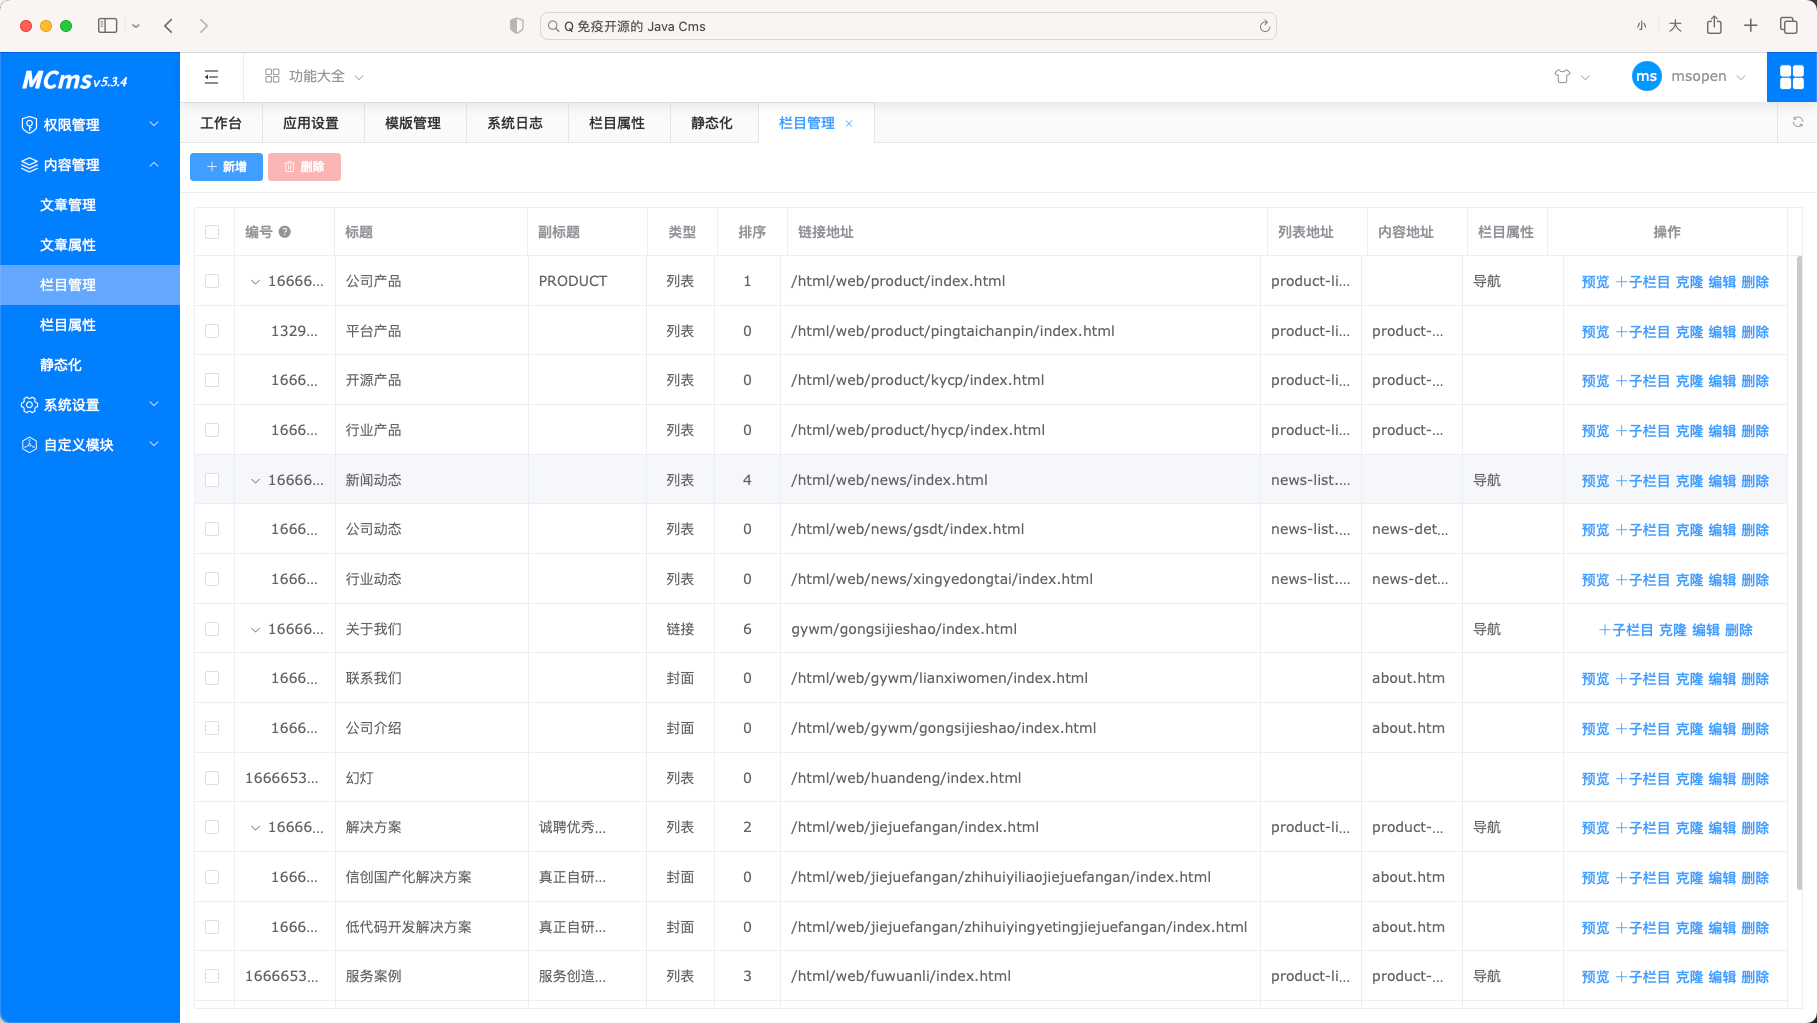 Q 免疫开源的 Java Cms
小 大
MCms v5.3.4
功能大全
ms msopen
权限管理
内容管理
文章管理
文章属性
栏目管理
栏目属性
静态化
系统设置
自定义模块
工作台 应用设置 模版管理 系统日志 栏目属性 静态化 栏目管理 ×
+ 新增 删除
编号 ? 标题 副标题 类型 排序 链接地址 列表地址 内容地址 栏目属性 操作
16666... 公司产品 PRODUCT 列表 1 /html/web/product/index.html product-li... 导航 预览 +子栏目 克隆 编辑 删除
1329... 平台产品 列表 0 /html/web/product/pingtaichanpin/index.html product-li... product-... 预览 +子栏目 克隆 编辑 删除
1666... 开源产品 列表 0 /html/web/product/kycp/index.html product-li... product-... 预览 +子栏目 克隆 编辑 删除
1666... 行业产品 列表 0 /html/web/product/hycp/index.html product-li... product-... 预览 +子栏目 克隆 编辑 删除
16666... 新闻动态 列表 4 /html/web/news/index.html news-list.... 导航 预览 +子栏目 克隆 编辑 删除
1666... 公司动态 列表 0 /html/web/news/gsdt/index.html news-list.... news-det... 预览 +子栏目 克隆 编辑 删除
1666... 行业动态 列表 0 /html/web/news/xingyedongtai/index.html news-list.... news-det... 预览 +子栏目 克隆 编辑 删除
16666... 关于我们 链接 6 gywm/gongsijieshao/index.html 导航 +子栏目 克隆 编辑 删除
1666... 联系我们 封面 0 /html/web/gywm/lianxiwomen/index.html about.htm 预览 +子栏目 克隆 编辑 删除
1666... 公司介绍 封面 0 /html/web/gywm/gongsijieshao/index.html about.htm 预览 +子栏目 克隆 编辑 删除
1666653... 幻灯 列表 0 /html/web/huandeng/index.html 预览 +子栏目 克隆 编辑 删除
16666... 解决方案 诚聘优秀... 列表 2 /html/web/jiejuefangan/index.html product-li... product-... 导航 预览 +子栏目 克隆 编辑 删除
1666... 信创国产化解决方案 真正自研... 封面 0 /html/web/jiejuefangan/zhihuiyiliaojiejuefangan/index.html about.htm 预览 +子栏目 克隆 编辑 删除
1666... 低代码开发解决方案 真正自研... 封面 0 /html/web/jiejuefangan/zhihuiyingyetingjiejuefangan/index.html about.htm 预览 +子栏目 克隆 编辑 删除
1666653... 服务案例 服务创造... 列表 3 /html/web/fuwuanli/index.html product-li... product-... 导航 预览 +子栏目 克隆 编辑 删除